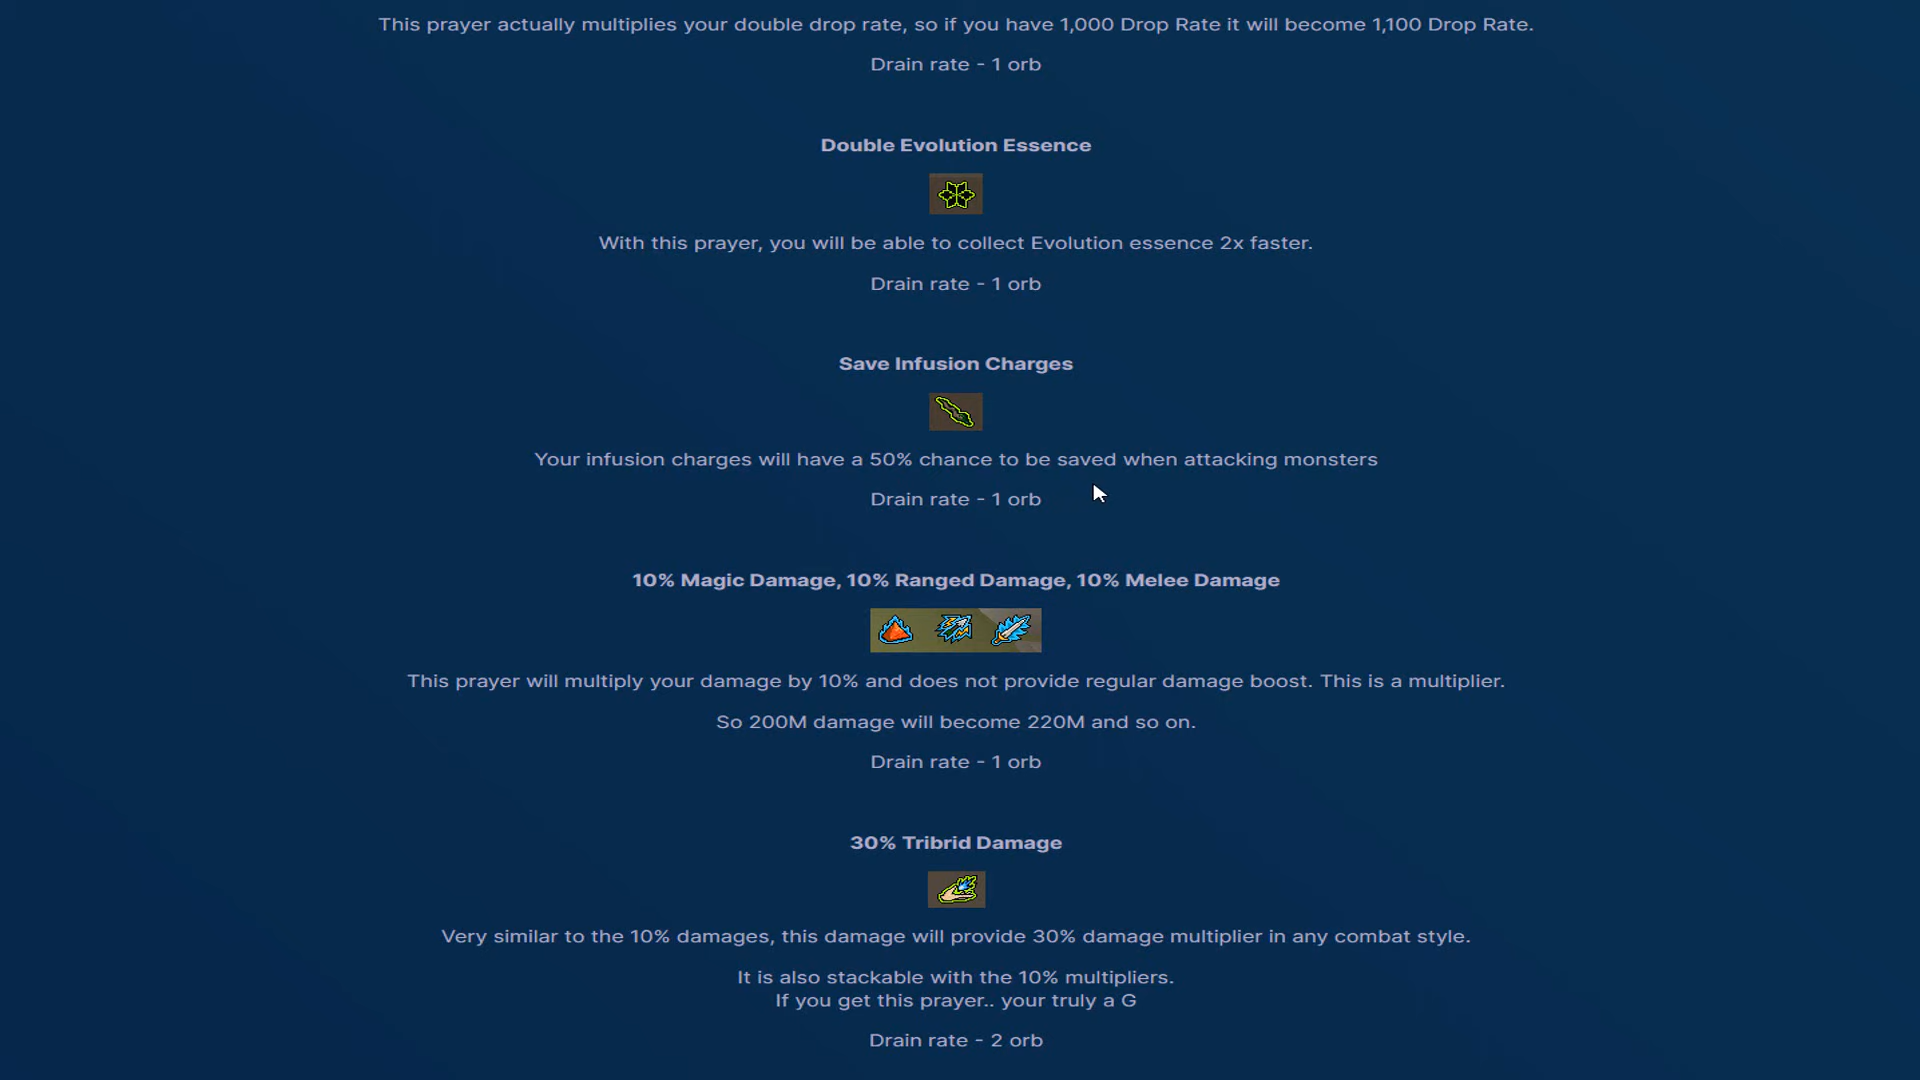 This prayer actually multiplies your double drop rate, so if you have 1,000 Drop Rate it will become 1,100 Drop Rate.
Drain rate - 1 orb
Double Evolution Essence
With this prayer, you will be able to collect Evolution essence 2x faster.
Drain rate - 1 orb
Save Infusion Charges
Your infusion charges will have a 50% chance to be saved when attacking monsters
Drain rate - 1 orb
10% Magic Damage, 10% Ranged Damage, 10% Melee Damage
This prayer will multiply your damage by 10% and does not provide regular damage boost. This is a multiplier.
So 200M damage will become 220M and so on.
Drain rate - 1 orb
30% Tribrid Damage
Very similar to the 10% damages, this damage will provide 30% damage multiplier in any combat style.
It is also stackable with the 10% multipliers.
If you get this prayer.. your truly a G
Drain rate - 2 orb